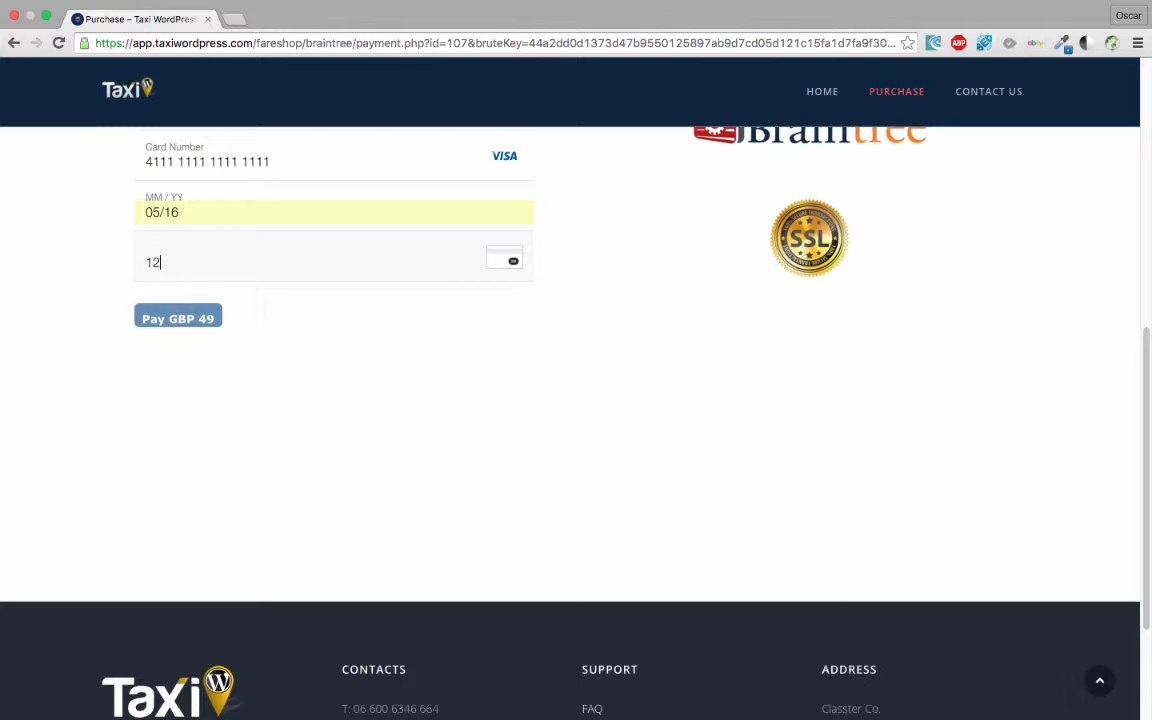 Purchase – Taxi WordPress
Oscar
https://app.taxiwordpress.com/fareshop/braintree/payment.php?id=107&bruteKey=44a2dd0d1373d47b9550125897ab9d7cd05d121c15fa1d7fa9f30...
ABP
ebay
Taxi W
HOME
PURCHASE
CONTACT US
Braintree
Card Number
4111 1111 1111 1111
VISA
MM / YY
05/16
SSL
12
Pay GBP 49
Taxi W
CONTACTS
SUPPORT
ADDRESS
T: 06 600 6346 664
FAQ
Classter Co.